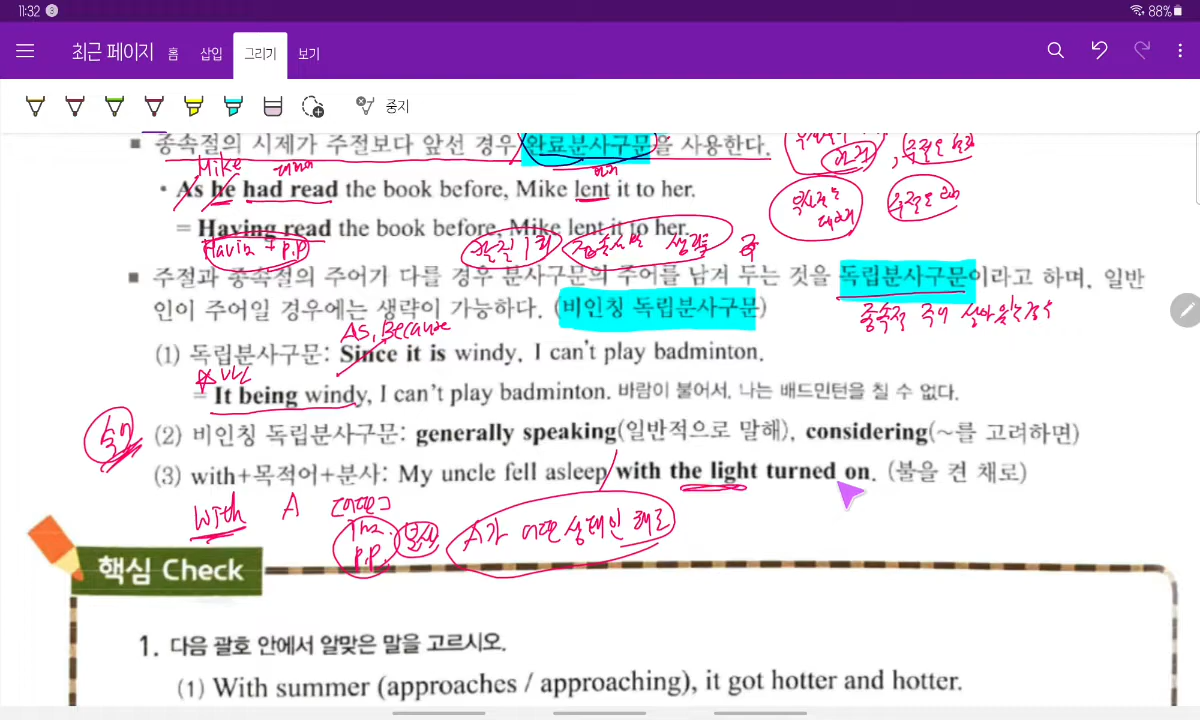 11:32 88%
최근 페이지 홈 삽입 그리기 보기
중지
■ 종속절의 시제가 주절보다 앞선 경우 완료분사구문을 사용한다.
Mike
• As he had read the book before, Mike lent it to her.
= Having read the book before, Mike lent it to her.
Havin + p.p 생략
■ 주절과 종속절의 주어가 다를 경우 분사구문의 주어를 남겨 두는 것을 독립분사구문이라고 하며, 일반
인이 주어일 경우에는 생략이 가능하다. (비인칭 독립분사구문)
As, Because
(1) 독립분사구문: Since it is windy, I can't play badminton.
= It being windy, I can't play badminton. 바람이 불어서, 나는 배드민턴을 칠 수 없다.
(2) 비인칭 독립분사구문: generally speaking(일반적으로 말해), considering(~를 고려하면)
(3) with+목적어+분사: My uncle fell asleep with the light turned on. (불을 켠 채로)
With A
p.p. 분사 A가 어떤 상태인 채로
핵심 Check
1. 다음 괄호 안에서 알맞은 말을 고르시오.
(1) With summer (approaches / approaching), it got hotter and hotter.